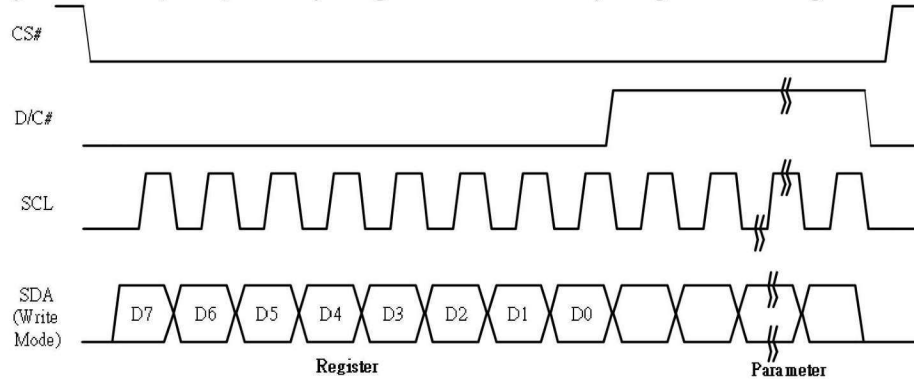 CS#
D/C#
SCL
SDA
(Write
Mode)
D7 D6 D5 D4 D3 D2 D1 D0
Register Parameter